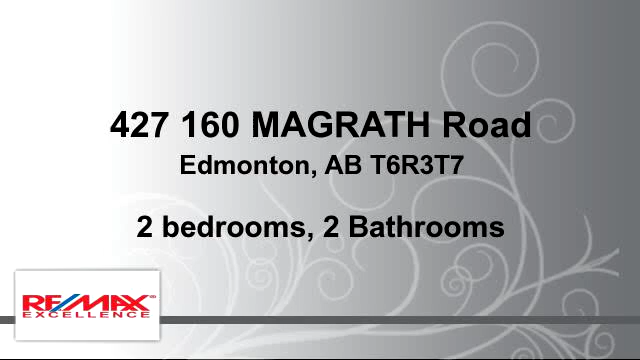 427 160 MAGRATH Road
Edmonton, AB T6R3T7
2 bedrooms, 2 Bathrooms
RE/MAX
EXCELLENCE